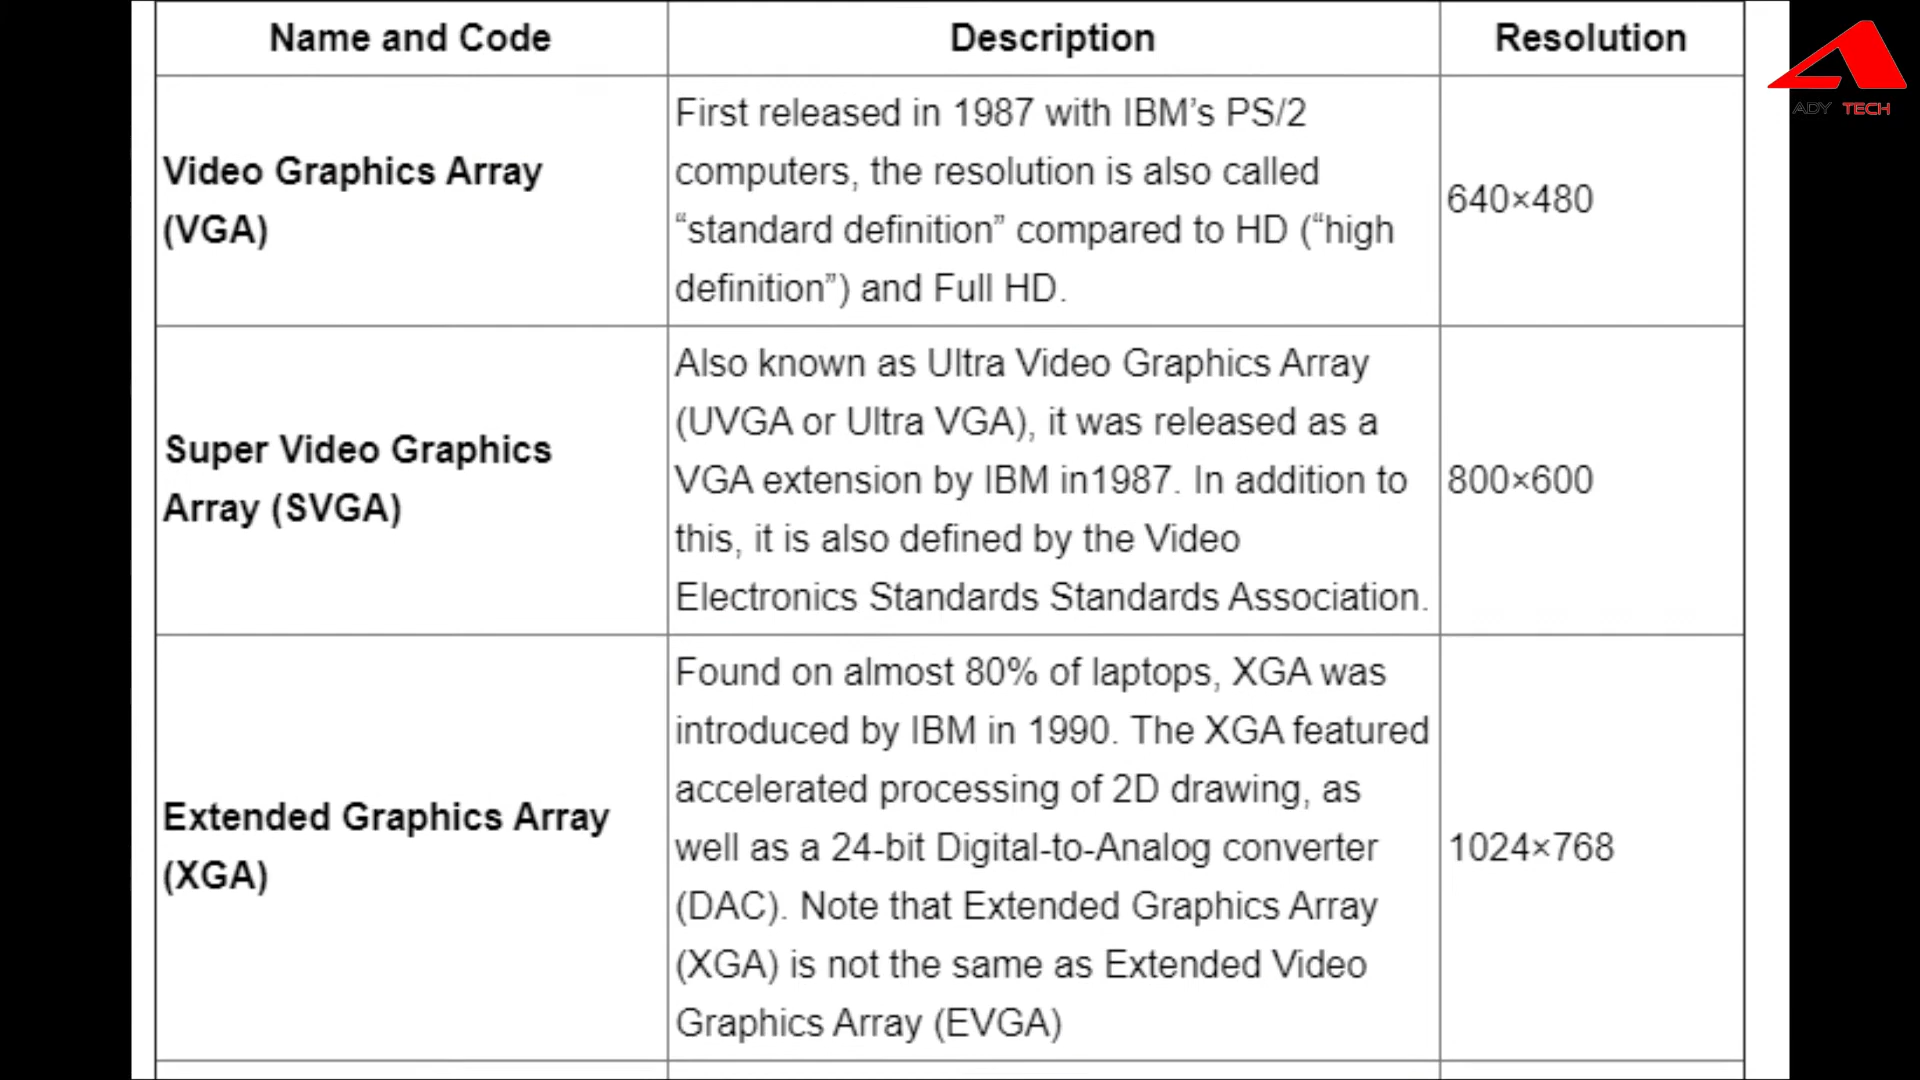 Name and Code
Description
Resolution
Video Graphics Array
(VGA)
First released in 1987 with IBM’s PS/2
computers, the resolution is also called
“standard definition” compared to HD (“high
definition”) and Full HD.
640×480
Super Video Graphics
Array (SVGA)
Also known as Ultra Video Graphics Array
(UVGA or Ultra VGA), it was released as a
VGA extension by IBM in1987. In addition to
this, it is also defined by the Video
Electronics Standards Standards Association.
800×600
Extended Graphics Array
(XGA)
Found on almost 80% of laptops, XGA was
introduced by IBM in 1990. The XGA featured
accelerated processing of 2D drawing, as
well as a 24-bit Digital-to-Analog converter
(DAC). Note that Extended Graphics Array
(XGA) is not the same as Extended Video
Graphics Array (EVGA)
1024×768
ADY TECH